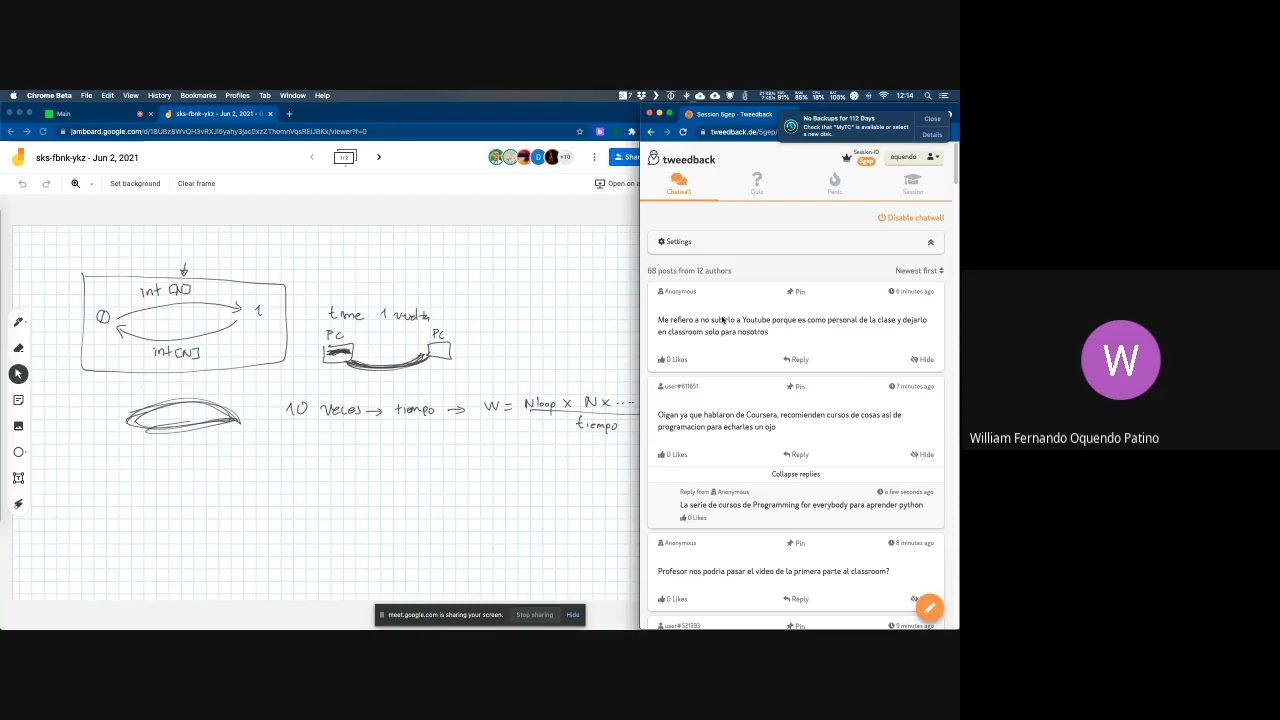 Chrome Beta File Edit View History Bookmarks Profiles Tab Window Help
12:14
Main
sks-fbnk-ykz - Jun 2, 2021 -
jamboard.google.com/d/
/viewer?f=0
sks-fbnk-ykz - Jun 2, 2021
1/2
D
+10
Set background
Clear frame
Open on a
int [N]
0
1
int [N]
time 1 vuelta
PC
PC
10 veces → tiempo → W = Nloop x N x ....
tiempo
meet.google.com is sharing your screen.
Stop sharing
Hide
Session 5gep - Tweedback
tweedback.de/5gep/
No Backups for 112 Days
Check that "MyTC" is available or select
a new disk.
Close
Details
tweedback
Session-ID
5gep
oquendo
Chatwall
Quiz
Panic
Session
Disable chatwall
Settings
68 posts from 12 authors
Newest first
Anonymous
Pin
6 minutes ago
Me refiero a no subirlo a Youtube porque es como personal de la clase y dejarlo
en classroom solo para nosotros
0 Likes
Reply
Hide
user#611651
Pin
7 minutes ago
Oigan ya que hablaron de Coursera, recomienden cursos de cosas asi de
programacion para echarles un ojo
0 Likes
Reply
Hide
Collapse replies
Reply from Anonymous
a few seconds ago
La serie de cursos de Programming for everybody para aprender python
0 Likes
Anonymous
Pin
8 minutes ago
Profesor nos podria pasar el video de la primera parte al classroom?
0 Likes
Reply
user#521593
Pin
9 minutes ago
W
William Fernando Oquendo Patino